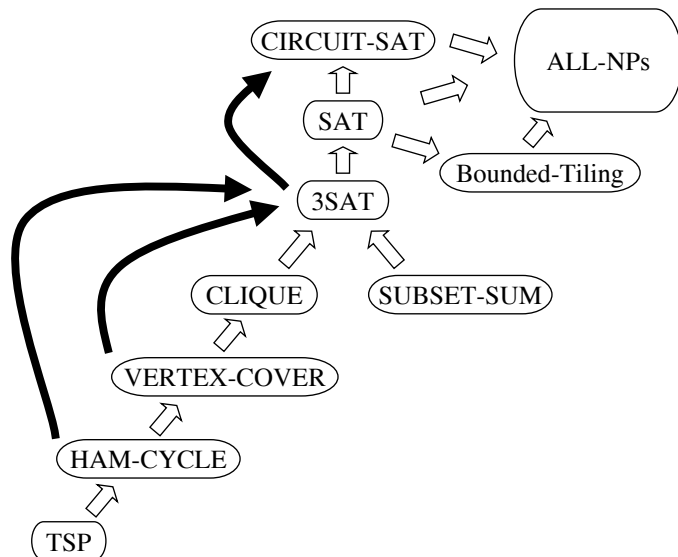 CIRCUIT-SAT
ALL-NPs
SAT
Bounded-Tiling
3SAT
CLIQUE
SUBSET-SUM
VERTEX-COVER
HAM-CYCLE
TSP